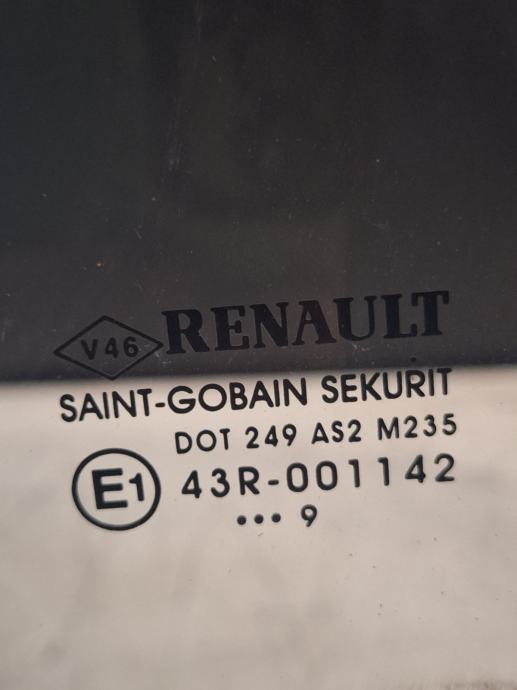 V46 RENAULT
SAINT-GOBAIN SEKURIT
DOT 249 AS2 M235
E1 43R-001142
••• 9